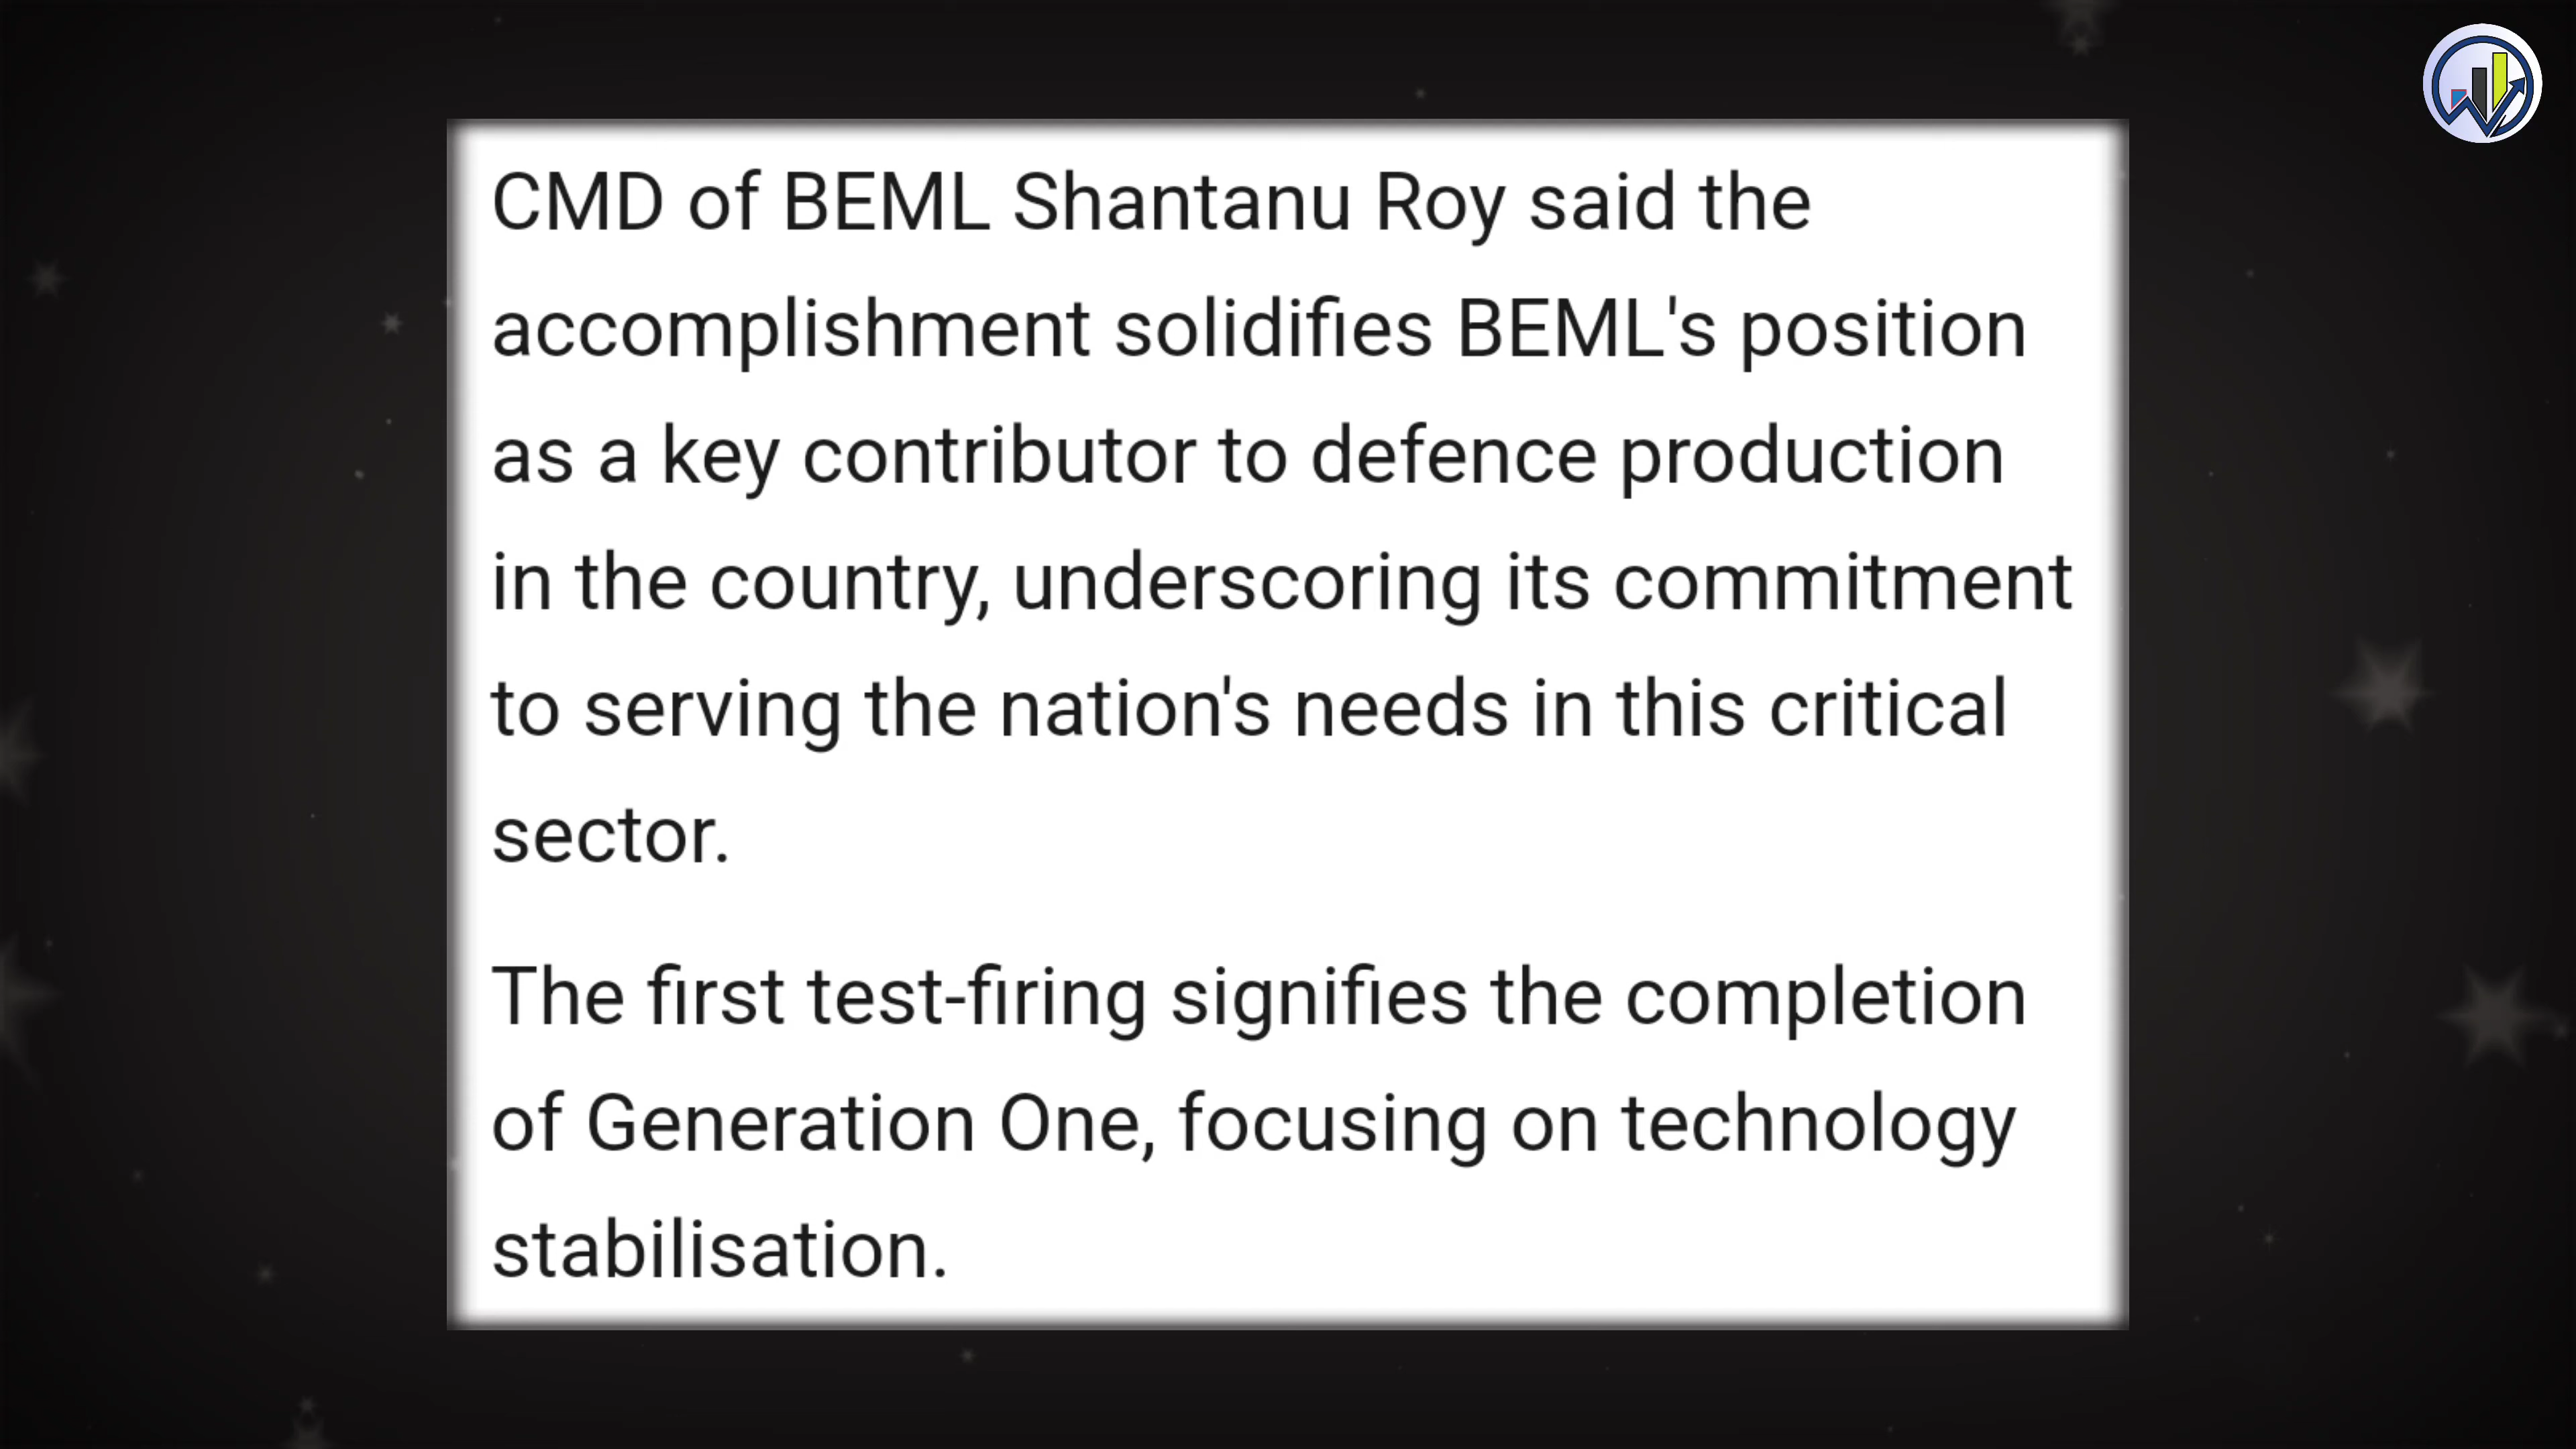 CMD of BEML Shantanu Roy said the
accomplishment solidifies BEML's position
as a key contributor to defence production
in the country, underscoring its commitment
to serving the nation's needs in this critical
sector.
The first test-firing signifies the completion
of Generation One, focusing on technology
stabilisation.